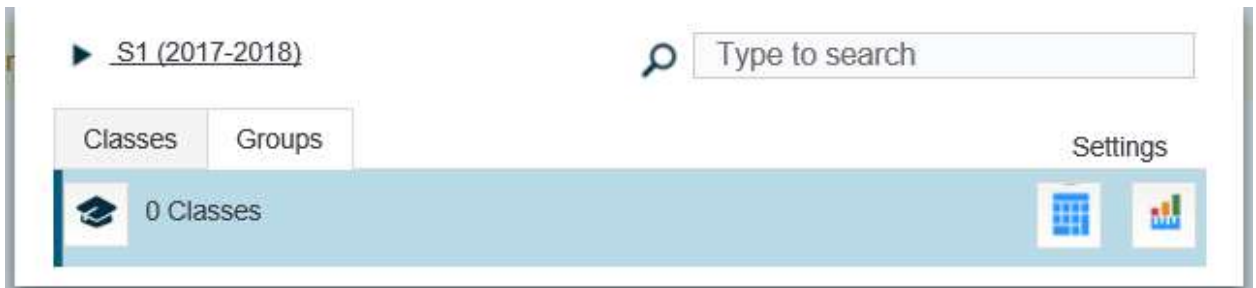 S1 (2017-2018)
Type to search
Classes Groups
Settings
0 Classes